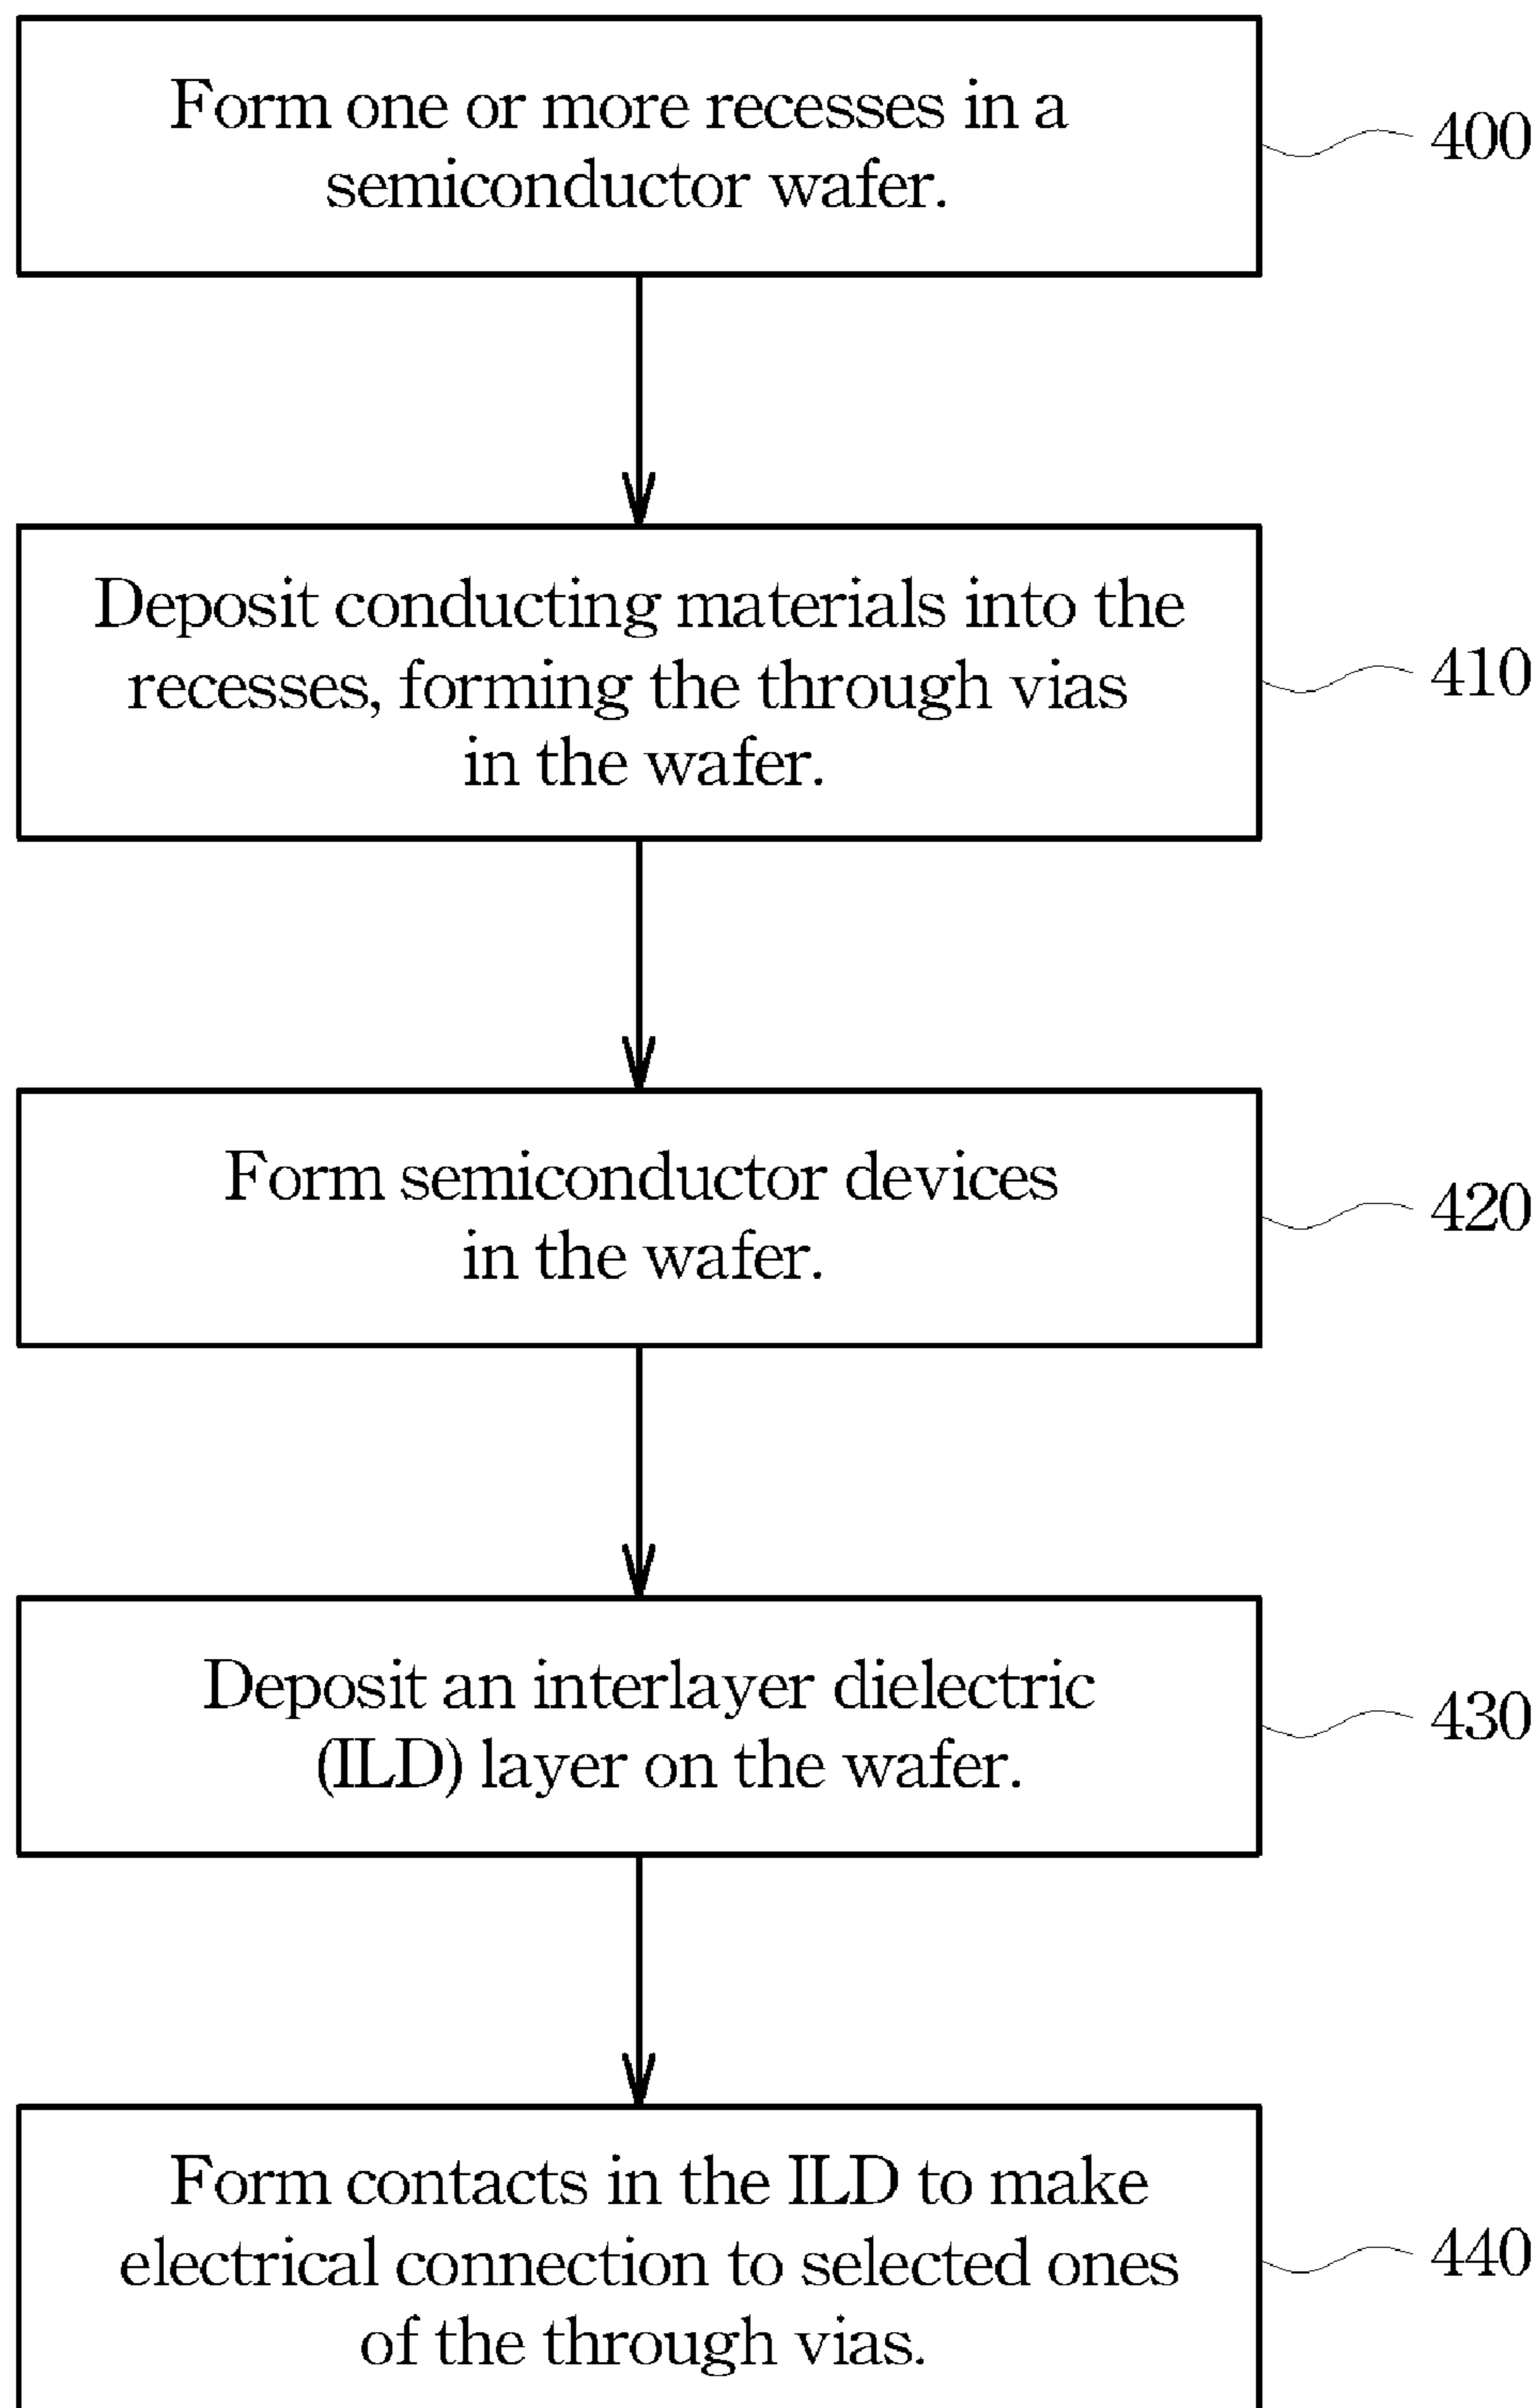 Form one or more recesses in a
semiconductor wafer.
400
Deposit conducting materials into the
recesses, forming the through vias
in the wafer.
410
Form semiconductor devices
in the wafer.
420
Deposit an interlayer dielectric
(ILD) layer on the wafer.
430
Form contacts in the ILD to make
electrical connection to selected ones
of the through vias.
440